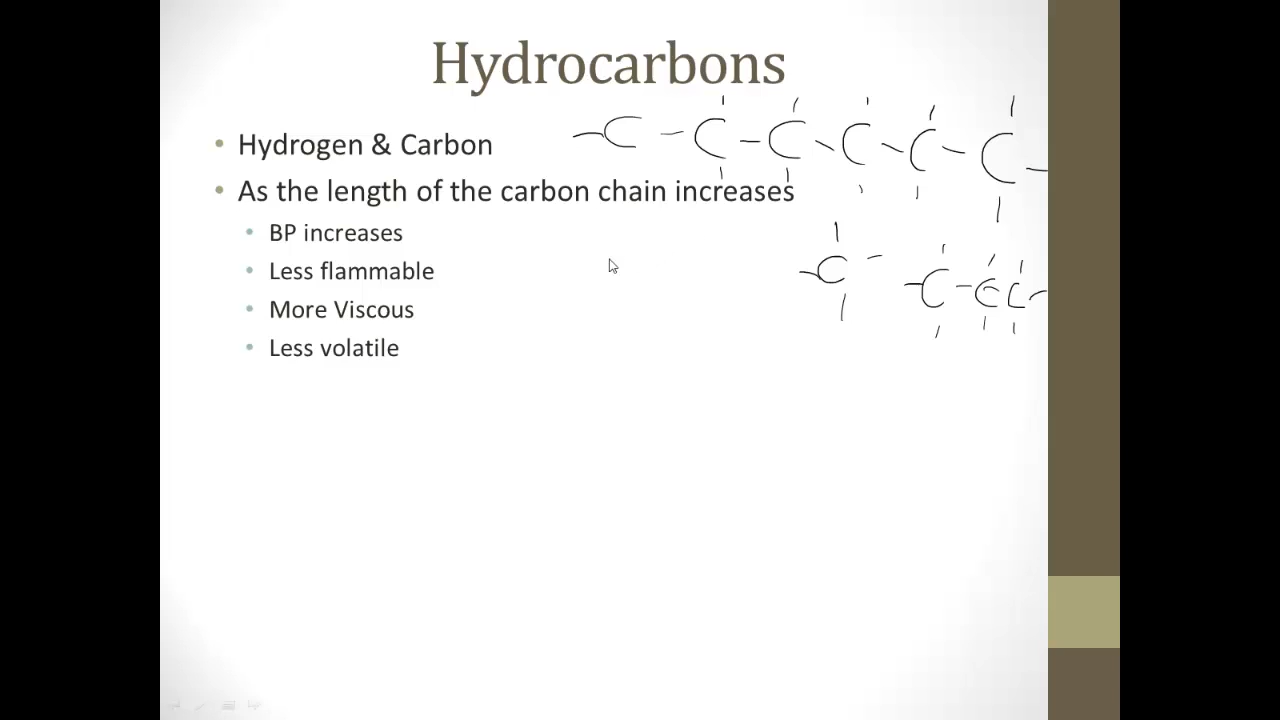 Hydrocarbons
• Hydrogen & Carbon
• As the length of the carbon chain increases
• BP increases
• Less flammable
• More Viscous
• Less volatile
C - C - C - C - C - C -
- C - - C - C C -